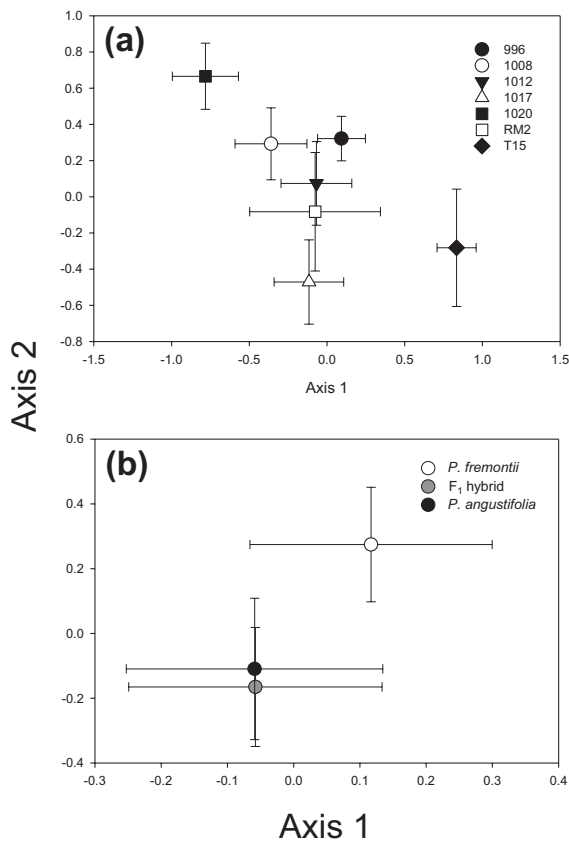 (a)
996
1008
1012
1017
1020
RM2
T15
1.0
0.8
0.6
0.4
0.2
0.0
-0.2
-0.4
-0.6
-0.8
-1.5 -1.0 -0.5 0.0 0.5 1.0 1.5
Axis 1
Axis 2
(b)
P. fremontii
F₁ hybrid
P. angustifolia
0.6
0.4
0.2
0.0
-0.2
-0.4
-0.3 -0.2 -0.1 0.0 0.1 0.2 0.3 0.4
Axis 1